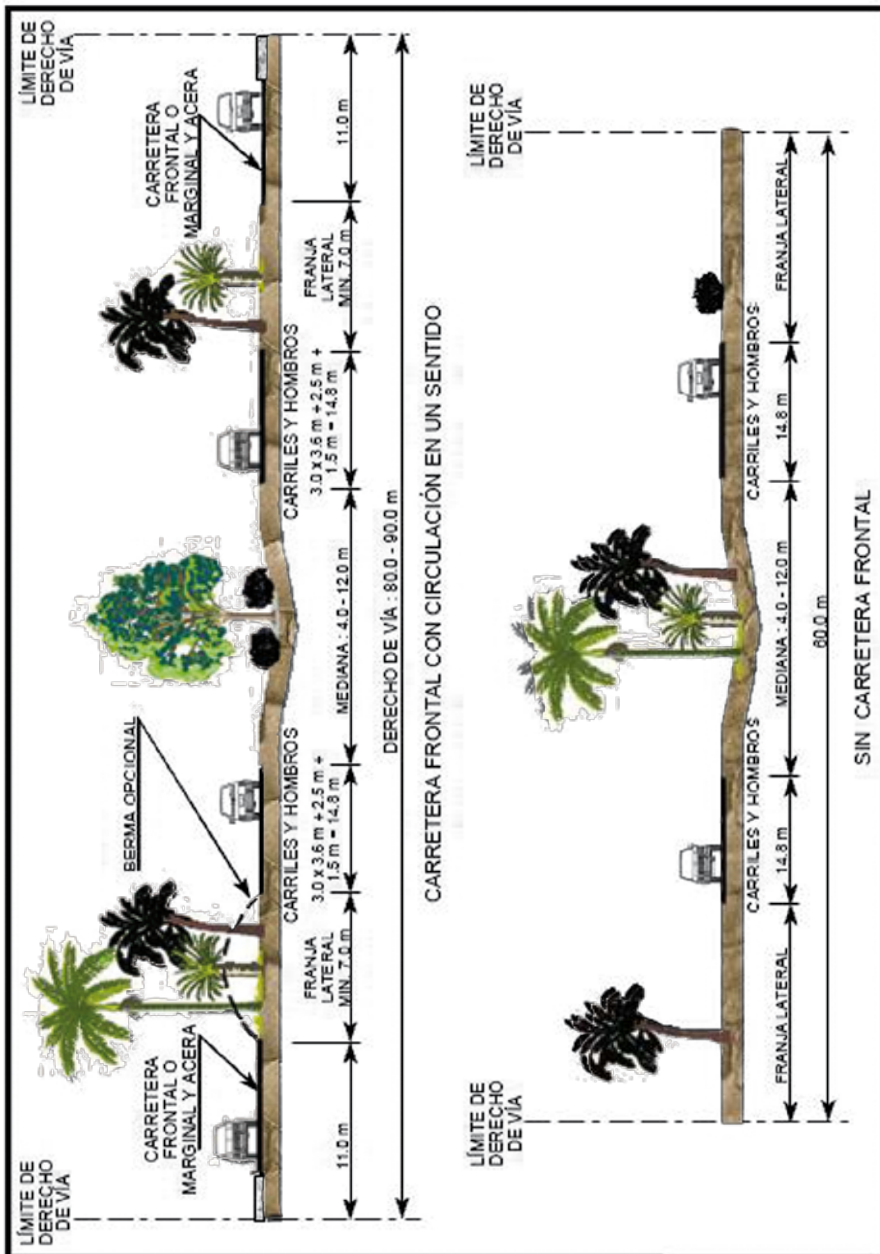 LÍMITE DE
DERECHO
DE VÍA
CARRETERA
FRONTAL O
MARGINAL Y ACERA
BERMA OPCIONAL
CARRETERA
FRONTAL O
MARGINAL Y ACERA
LÍMITE DE
DERECHO
DE VÍA
11.0 m
FRANJA
LATERAL
MIN. 7.0 m
CARRILES Y HOMBROS
3.0 x 3.6 m + 2.5 m +
1.5 m = 14.8 m
MEDIANA : 4.0 - 12.0 m
CARRILES Y HOMBROS
3.0 x 3.6 m + 2.5 m +
1.5 m = 14.8 m
FRANJA
LATERAL
MIN. 7.0 m
11.0 m
DERECHO DE VÍA : 80.0 - 90.0 m
CARRETERA FRONTAL CON CIRCULACIÓN EN UN SENTIDO
LÍMITE DE
DERECHO
DE VÍA
LÍMITE DE
DERECHO
DE VÍA
FRANJA LATERAL
CARRILES Y HOMBROS
14.8 m
MEDIANA : 4.0 - 12.0 m
CARRILES Y HOMBROS
14.8 m
FRANJA LATERAL
60.0 m
SIN CARRETERA FRONTAL